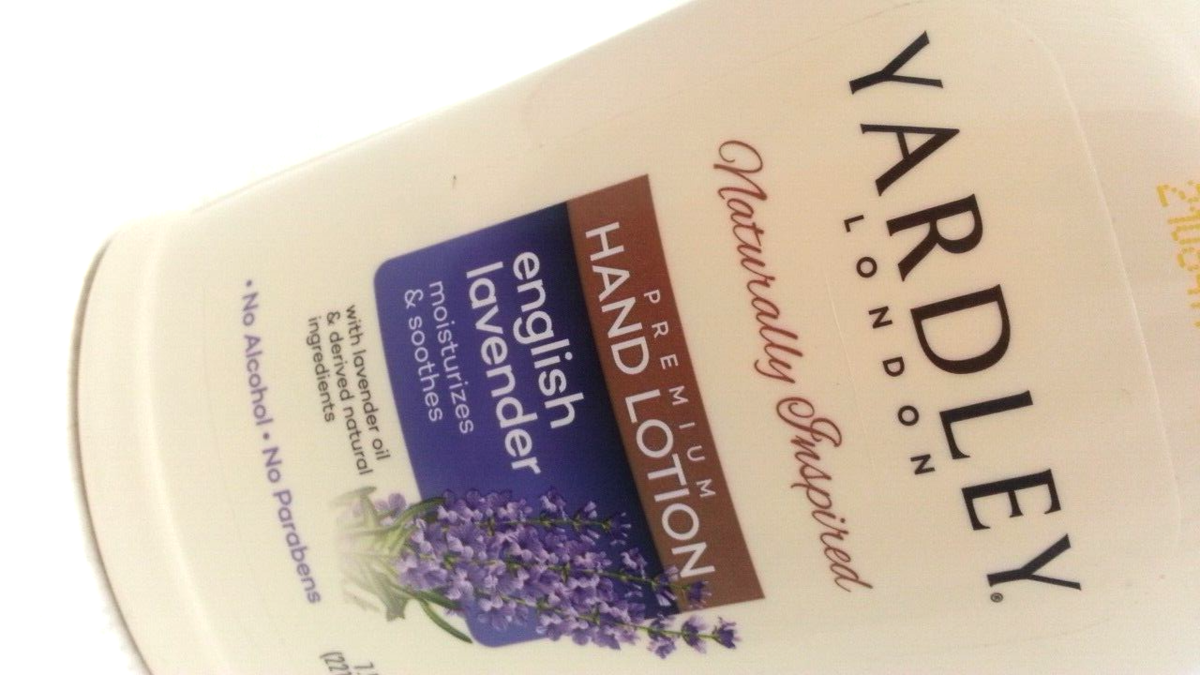 YARDLEY®
LONDON
Naturally Inspired
PREMIUM
HAND LOTION
english
lavender
moisturizes
& soothes
with lavender oil
& derived natural
ingredients
• No Alcohol • No Parabens